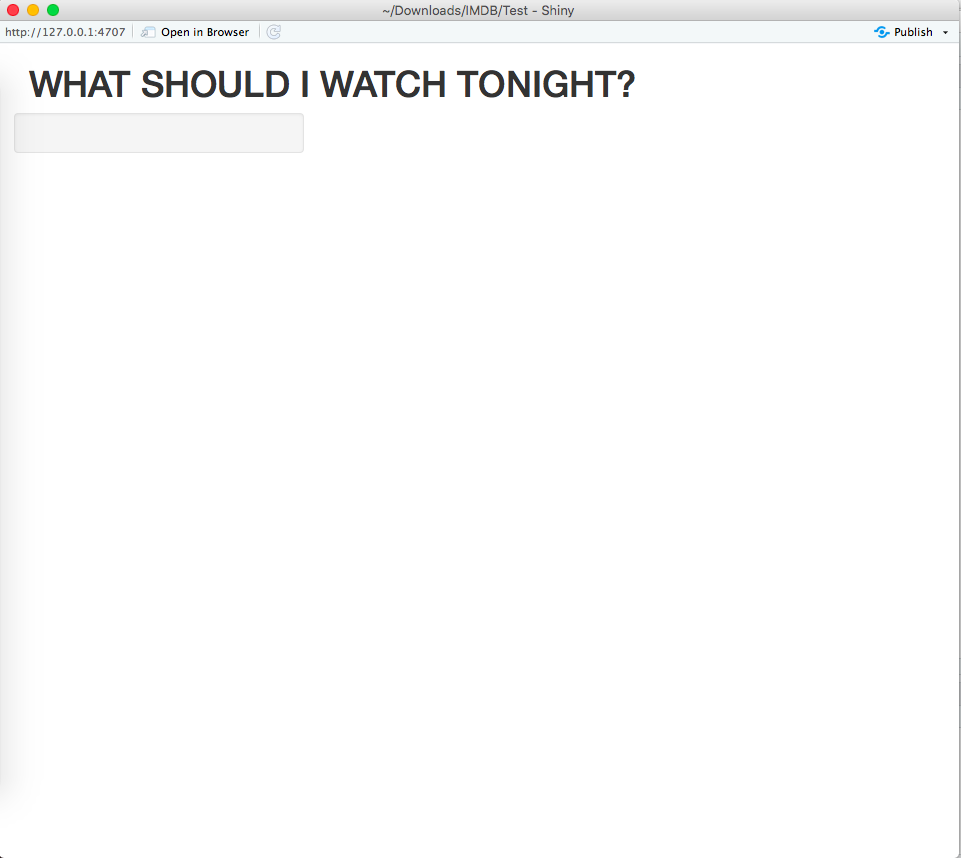 ~/Downloads/IMDB/Test - Shiny
http://127.0.0.1:4707 Open in Browser Publish
WHAT SHOULD I WATCH TONIGHT?